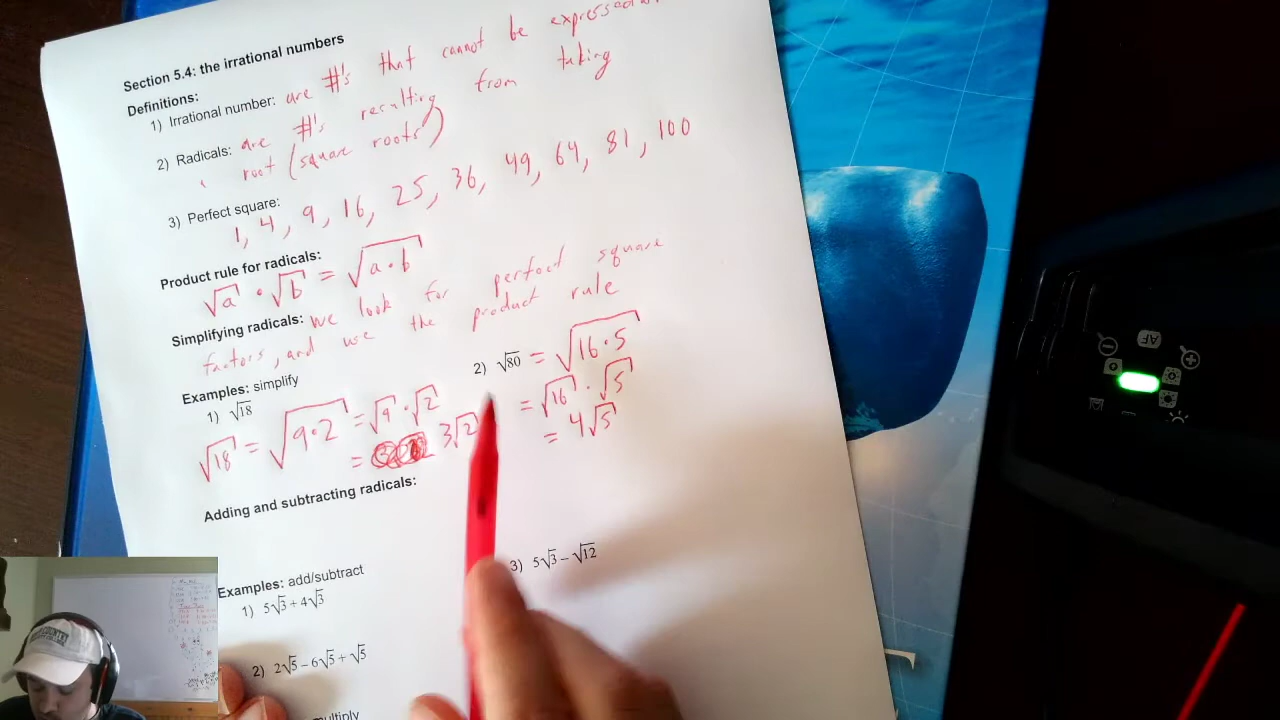 Section 5.4: the irrational numbers
Definitions:
1) Irrational number: are #'s that cannot be expressed
2) Radicals: are #'s resulting from taking
root (square roots)
3) Perfect square:
1, 4, 9, 16, 25, 36, 49, 64, 81, 100
Product rule for radicals:
√a · √b = √a·b
Simplifying radicals: we look for perfect square
factors, and use the product rule
Examples: simplify
1) √18
√18 = √9·2 = √9 · √2
= 3√2
2) √80 = √16·5
= √16 · √5
= 4√5
Adding and subtracting radicals:
Examples: add/subtract
1) 5√3 + 4√3
2) 2√5 − 6√5 + √5
3) 5√3 − √12
multiply
AF